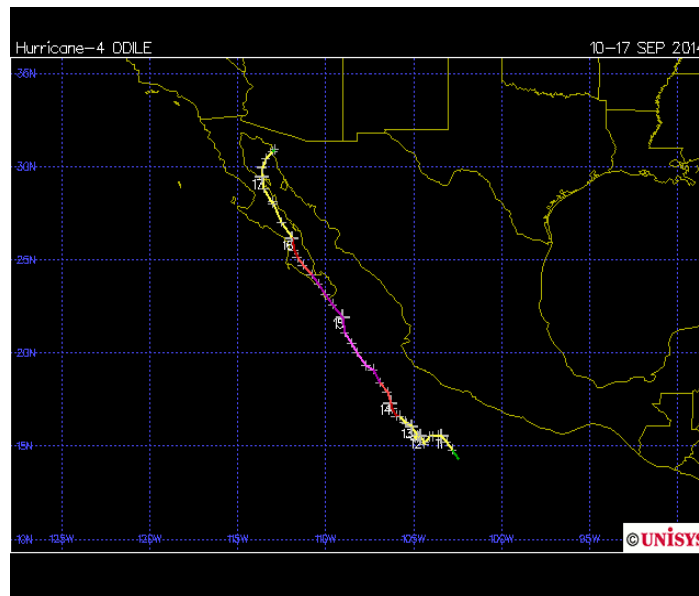 Hurricane-4 ODILE 10-17 SEP 2014
35N
30N
17
16
25N
15
20N
14
13
12 11
15N
10N 125W 120W 115W 110W 105W 100W 95W
© UNISYS